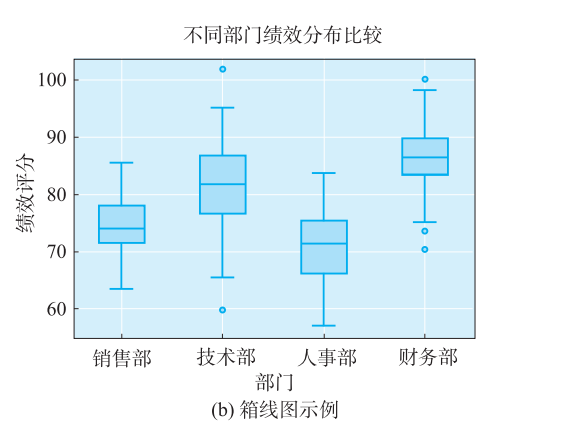 不同部门绩效分布比较
100
90
80
70
60
绩效评分
销售部 技术部 人事部 财务部
部门
(b) 箱线图示例